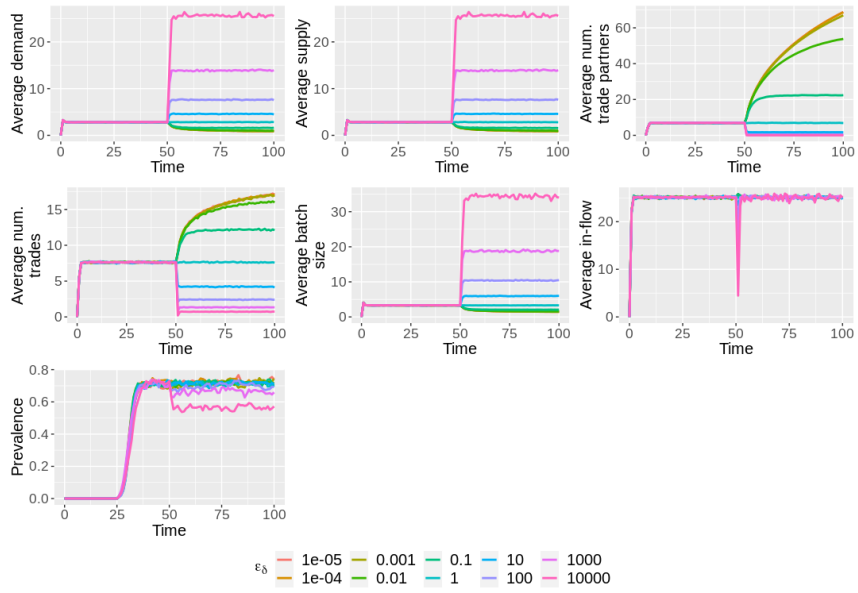 Average demand
20
10
0
0 25 50 75 100
Time
Average supply
20
10
0
0 25 50 75 100
Time
Average num.
trade partners
60
40
20
0
0 25 50 75 100
Time
Average num.
trades
15
10
5
0
0 25 50 75 100
Time
Average batch
size
30
20
10
0
0 25 50 75 100
Time
Average in-flow
20
10
0
0 25 50 75 100
Time
Prevalence
0.8
0.6
0.4
0.2
0.0
0 25 50 75 100
Time
εδ 1e-05 0.001 0.1 10 1000
1e-04 0.01 1 100 10000